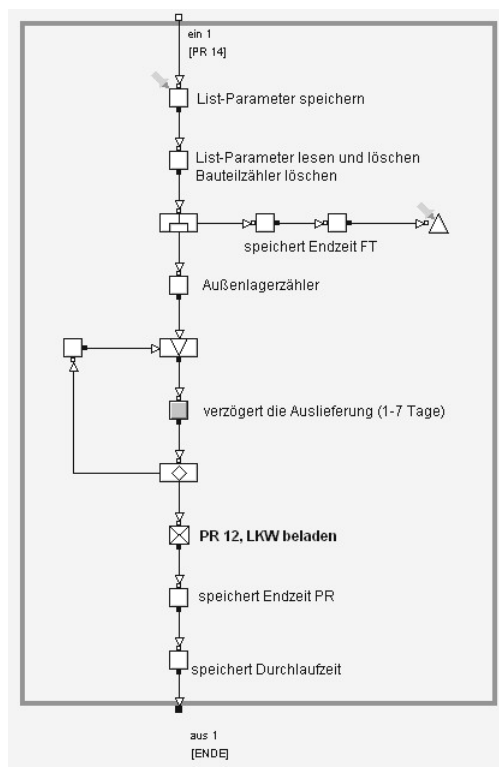 ein 1
[PR 14]
List-Parameter speichern
List-Parameter lesen und löschen
Bauteilzähler löschen
speichert Endzeit FT
Außenlagerzähler
verzögert die Auslieferung (1-7 Tage)
PR 12, LKW beladen
speichert Endzeit PR
speichert Durchlaufzeit
aus 1
[ENDE]